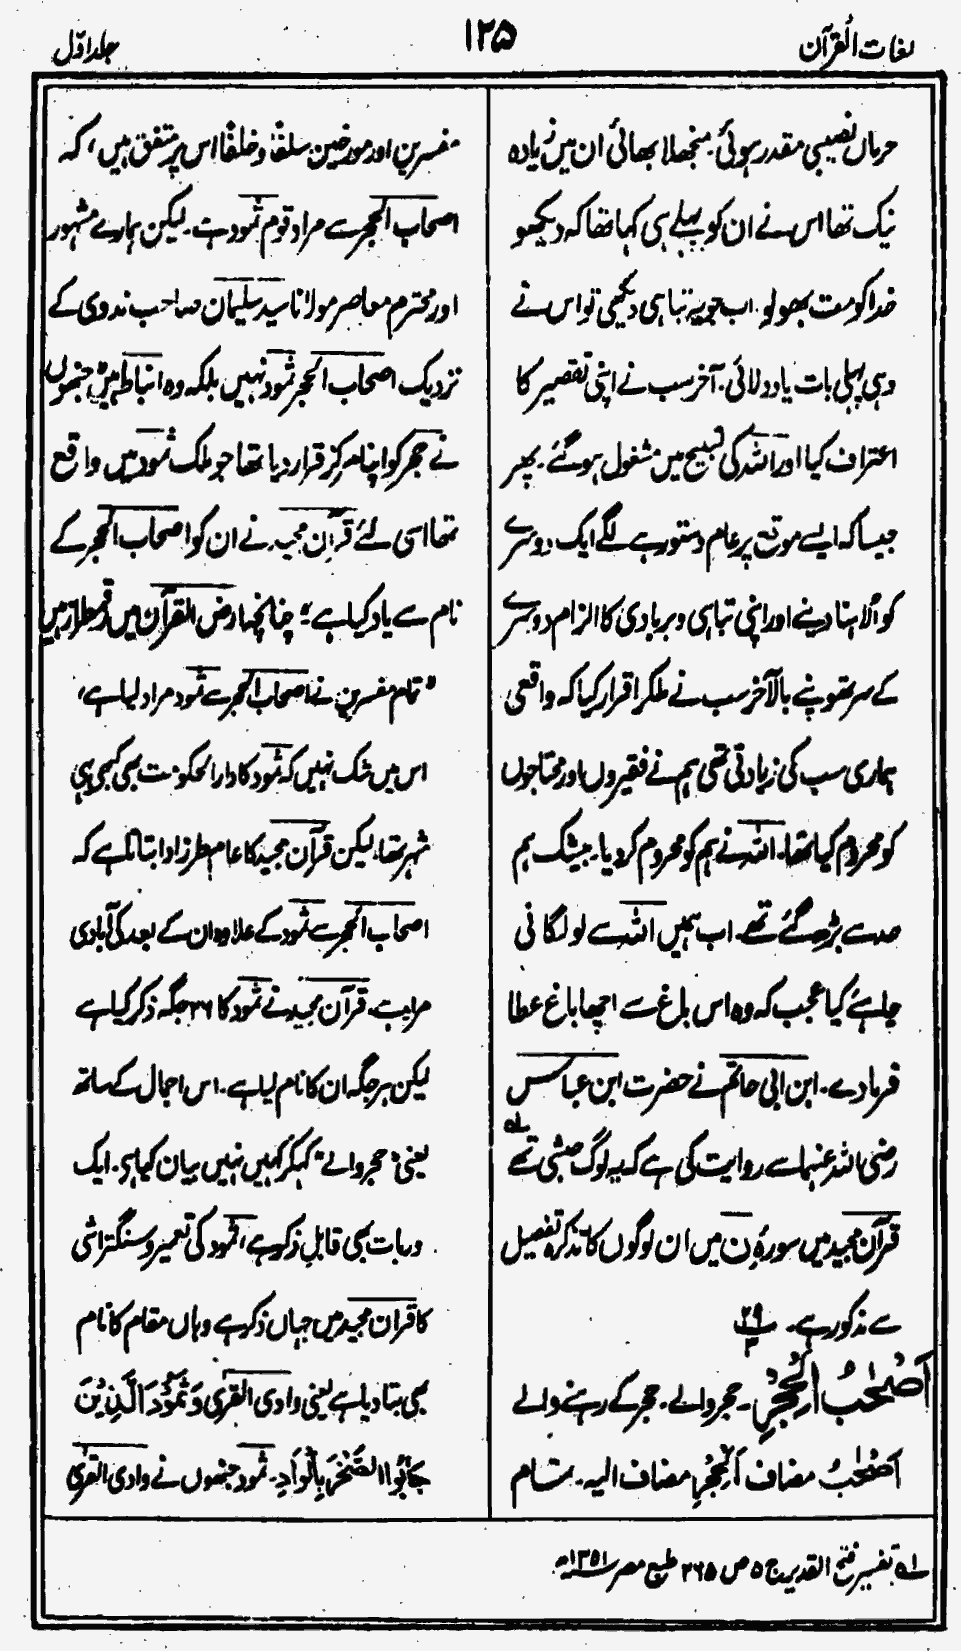 لغات القرآن
۱۲۵
جلد اوّل
حرماں نصیبی مقدر ہوئی۔ منجھلا بھائی ان میں زیادہ
نیک تھا اس نے ان کو پہلے ہی کہا تھا کہ دیکھو
خدا کو مت بھولو۔ اب جو یہ تباہی دیکھی تو اس نے
وہی پہلی بات یاد دلائی۔ آخر سب نے اپنی تقصیر کا
اعتراف کیا اور اللہ کی تسبیح میں مشغول ہو گئے۔ پھر
جیسا کہ ایسے موقع پر عام دستور ہے لگے ایک دوسرے
کو اُلاہنا دینے اور اپنی تباہی و بربادی کا الزام دوسرے
کے سر تھوپنے بالآخر سب نے ملکر اقرار کیا کہ واقعی
ہماری سب کی زیادتی تھی ہم نے فقیروں اور محتاجوں
کو محروم کیا تھا۔ اللہ نے ہم کو محروم کر دیا۔ بیشک ہم
حد سے بڑھ گئے تھے۔ اب ہمیں اللہ سے لو لگانی
چاہئے کیا عجب کہ وہ اس باغ سے اچھا باغ عطا
فرمادے۔ ابن ابی حاتم نے حضرت ابن عباس
رضی اللہ عنہما سے روایت کی ہے کہ یہ لوگ حبشی تھے لہ
قرآن مجید میں سورۂ ن میں ان لوگوں کا تذکرہ تفصیل
سے مذکور ہے۔ ۲۹ ۳
اَصْحٰبُ الْحِجْرِ۔ حجر والے۔ حجر کے رہنے والے
اَصْحٰبُ مضاف اَلْحِجْرِ مضاف الیہ۔ تمام
مفسرین اور مورخین سلفًا و خلفًا اس پر متفق ہیں، کہ
اصحاب الحجر سے مراد قوم ثمود ہے۔ لیکن ہمارے مشہور
اور محترم معاصر مولانا سید سلیمان صاحب ندوی کے
نزدیک اصحاب الحجر ثمود نہیں بلکہ وہ انباط ہیں جنہوں
نے حجر کو اپنا مرکز قرار دیا تھا جو ملک ثمود میں واقع
تھا اسی لئے قرآن مجید نے ان کو اصحاب الحجر کے
نام سے یاد کیا ہے؛ چنانچہ ارض القرآن میں رقمطراز ہیں
" تمام مفسرین نے اصحاب الحجر سے ثمود مراد لیا ہے،
اس میں شک نہیں کہ ثمود کا دارالحکومت بھی کبھی یہی
شہر تھا، لیکن قرآن مجید کا عام طرز ادا بتاتا ہے کہ
اصحاب الحجر سے ثمود کے علاوہ ان کے بعد کی آبادی
مراد ہے۔ قرآن مجید نے ثمود کا ۲۶ جگہ ذکر کیا ہے
لیکن ہر جگہ ان کا نام لیا ہے۔ اس اجمال کے ساتھ
یعنی "حجر والے" کہکر کہیں نہیں بیان کیا ہی۔ ایک
وربات بھی قابل ذکر ہے، ثمود کی تعمیر و سنگتراشی
کا قرآن مجید میں جہاں ذکر ہے وہاں مقام کا نام
بھی بتا دیا ہے یعنی وادی القری وَ ثَمُوْدَ الَّذِيْنَ
جَابُوا الصَّخْرَ بِالْوَادِ۔ ثمود جنھوں نے وادی القری
لہ تفسیر فتح القدیر ج ۵ ص ۲۶۵ طبع مصر ۱۳۵۱ھ